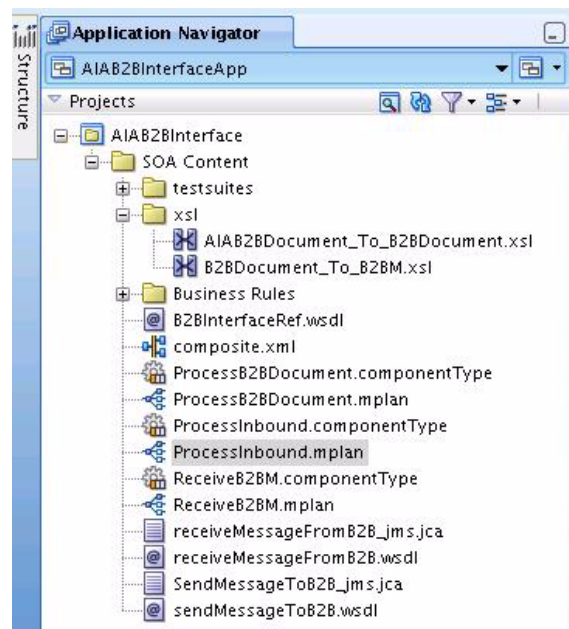 Structure
Application Navigator
AIAB2BInterfaceApp
Projects
AIAB2BInterface
SOA Content
testsuites
xsl
AIAB2BDocument_To_B2BDocument.xsl
B2BDocument_To_B2BM.xsl
Business Rules
B2BInterfaceRef.wsdl
composite.xml
ProcessB2BDocument.componentType
ProcessB2BDocument.mplan
ProcessInbound.componentType
ProcessInbound.mplan
ReceiveB2BM.componentType
ReceiveB2BM.mplan
receiveMessageFromB2B_jms.jca
receiveMessageFromB2B.wsdl
SendMessageToB2B_jms.jca
sendMessageToB2B.wsdl